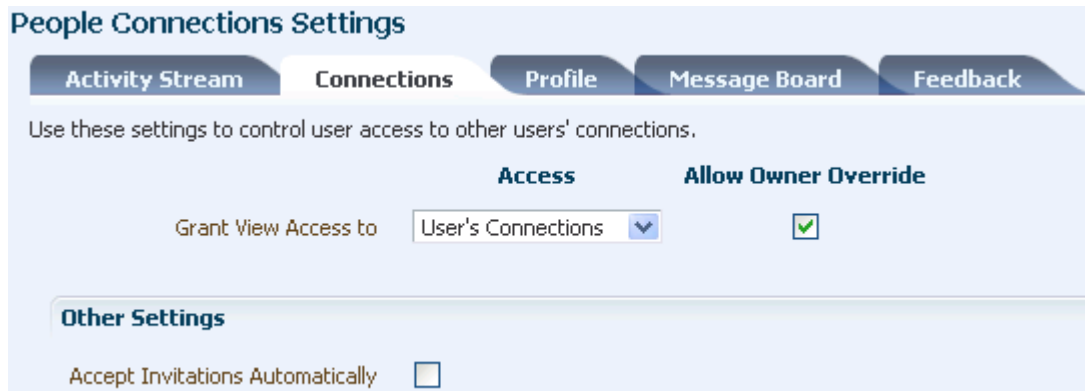 People Connections Settings
Activity Stream Connections Profile Message Board Feedback
Use these settings to control user access to other users' connections.
Access Allow Owner Override
Grant View Access to User's Connections
Other Settings
Accept Invitations Automatically